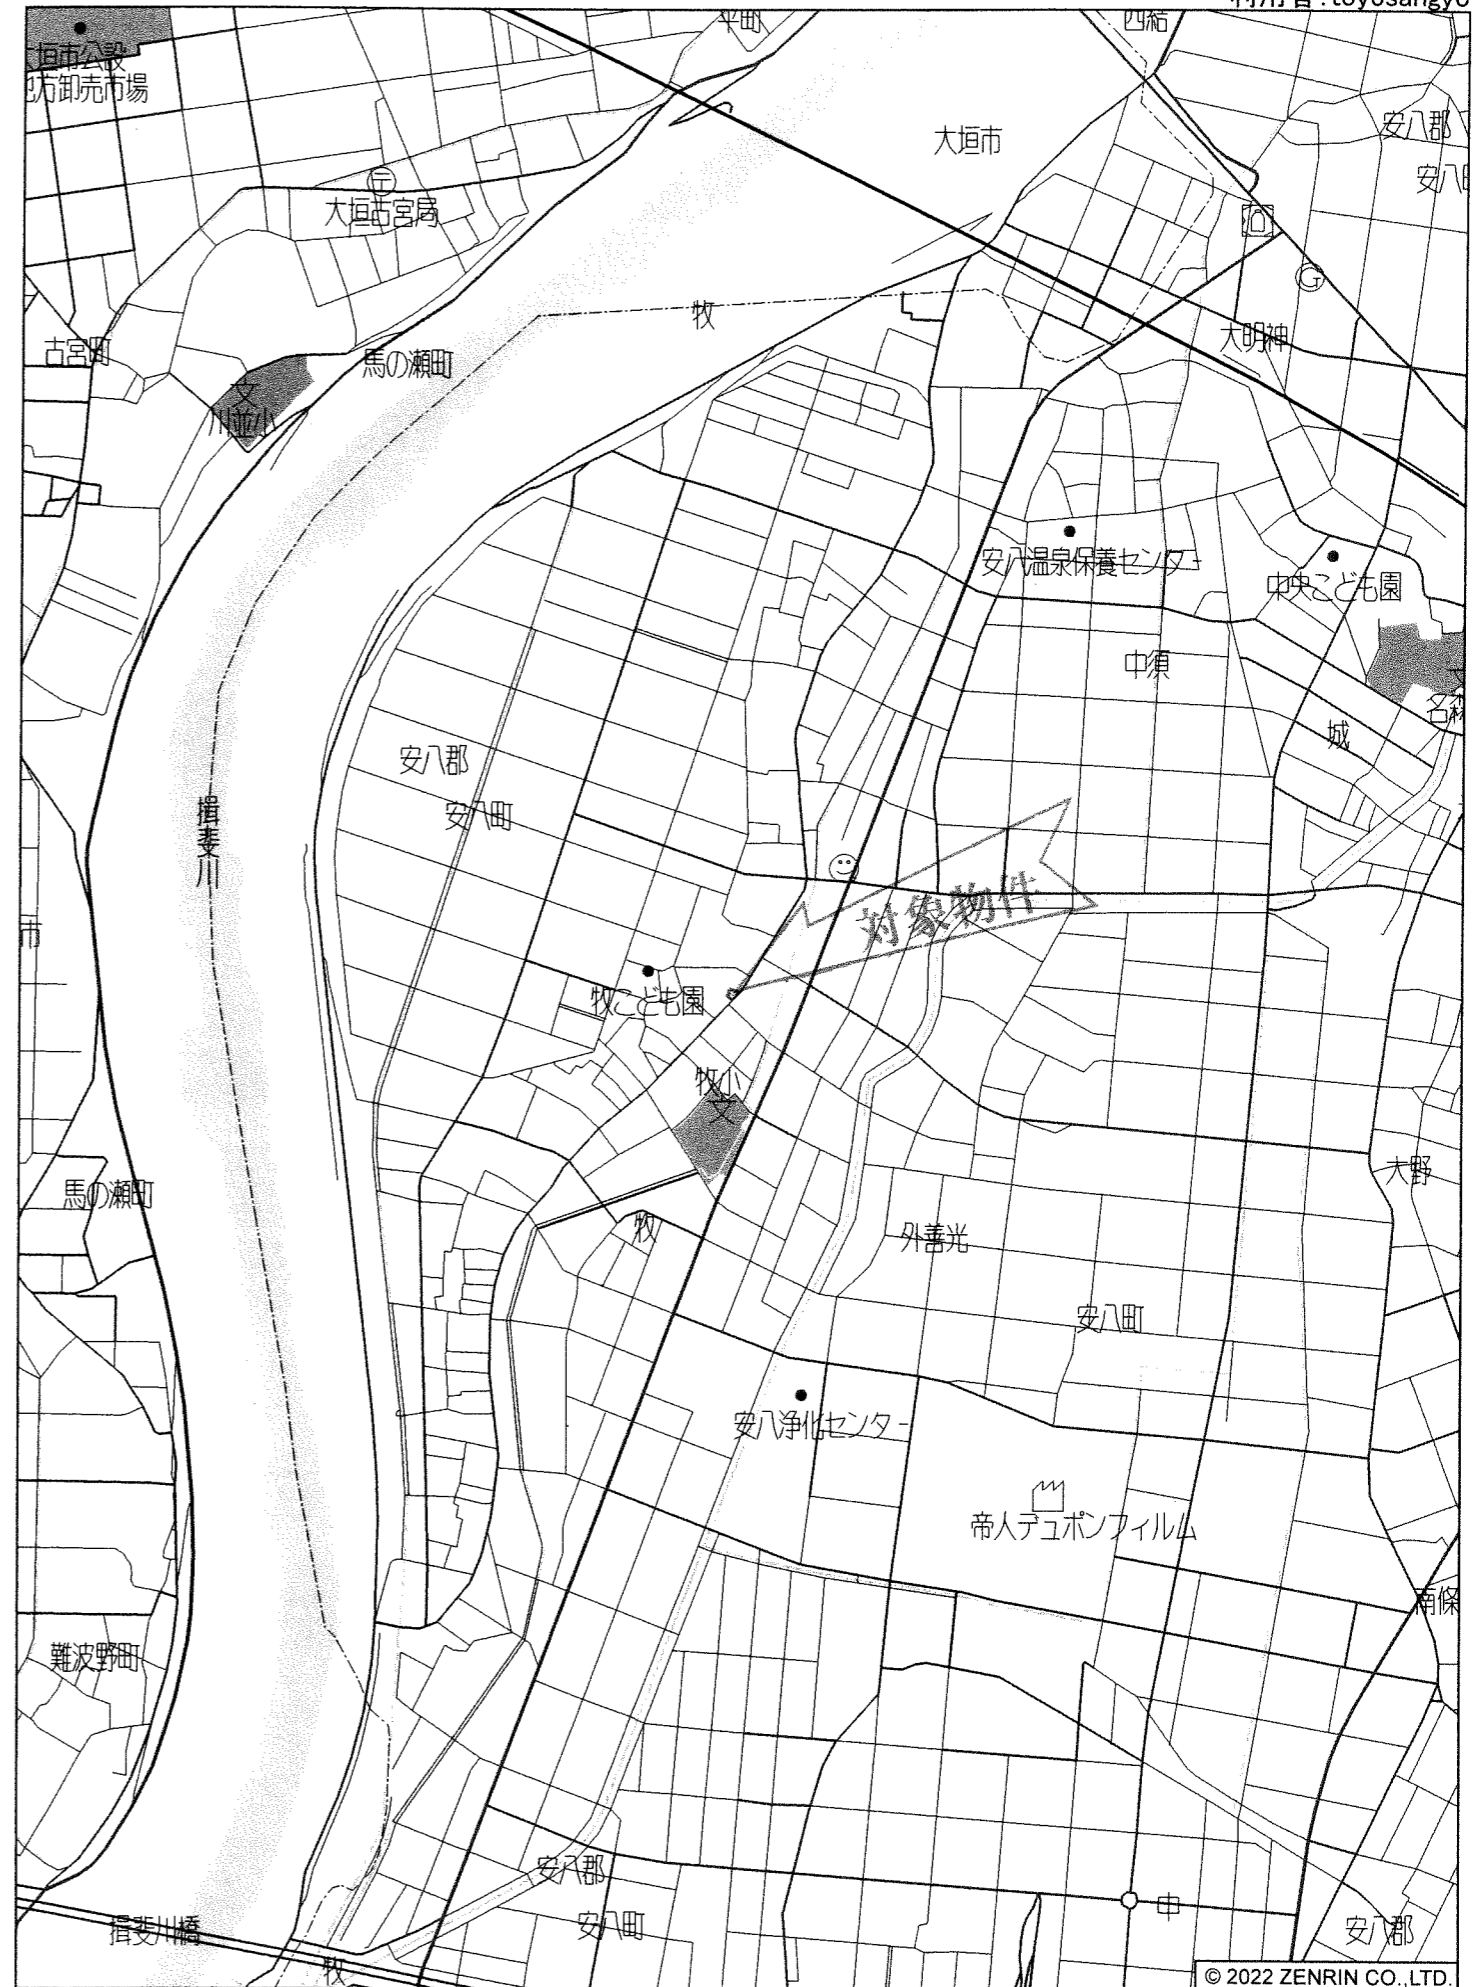 利用者:toyosangyo
平町
西結
大垣市公設
地方卸売市場
大垣市
安八郡
安八町
〒
大垣古宮局
G
牧
大明神
古宮町
馬の瀬町
文
川並小
安八温泉保養センター
中央こども園
中須
文
名森
城
安八郡
安八町
揖斐川
対象物件
市
牧こども園
牧小
文
大野
馬の瀬町
牧
外善光
安八町
安八浄化センター
帝人デュポンフィルム
南條
難波野町
安八郡
安八町
中
安八郡
揖斐川橋
牧
© 2022 ZENRIN CO.,LTD.